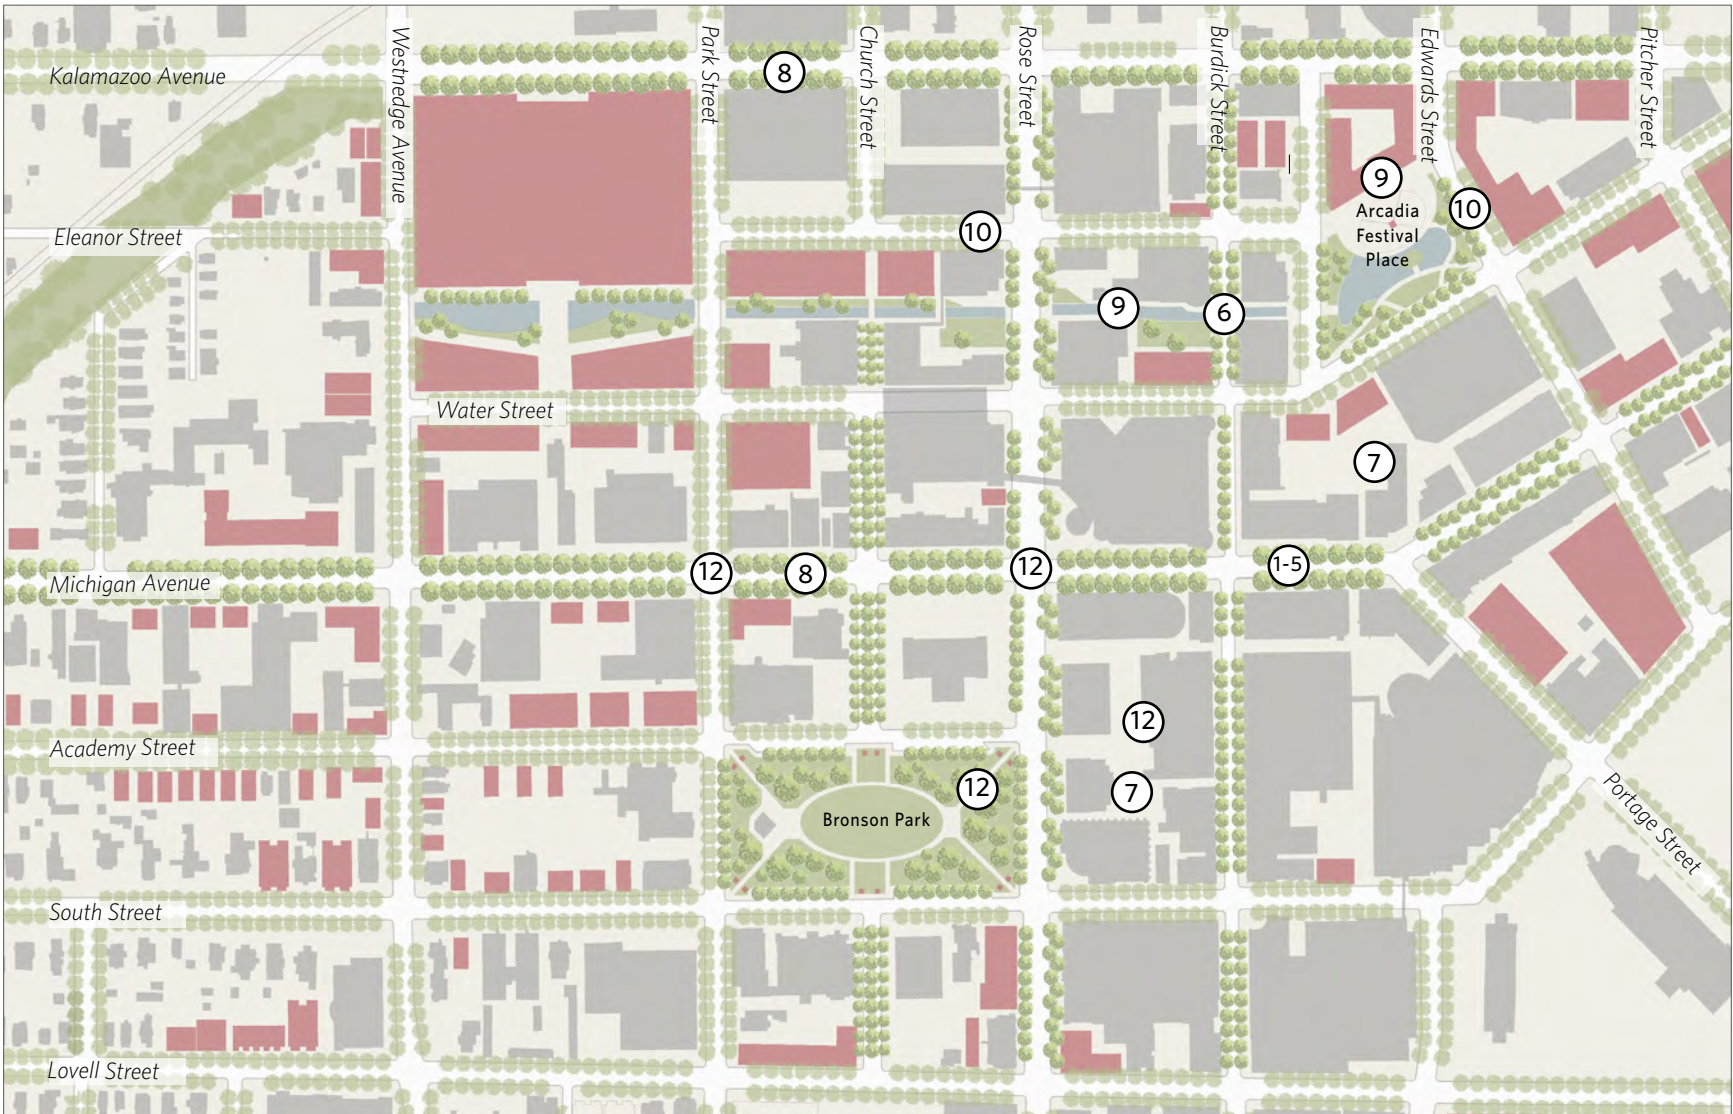 Westnedge Avenue
Park Street
Church Street
Rose Street
Burdick Street
Edwards Street
Pitcher Street
Kalamazoo Avenue
8
9
Arcadia
Festival
Place
10
10
Eleanor Street
9
6
Water Street
7
12
8
12
1-5
Michigan Avenue
12
Academy Street
12
7
Bronson Park
Portage Street
South Street
Lovell Street